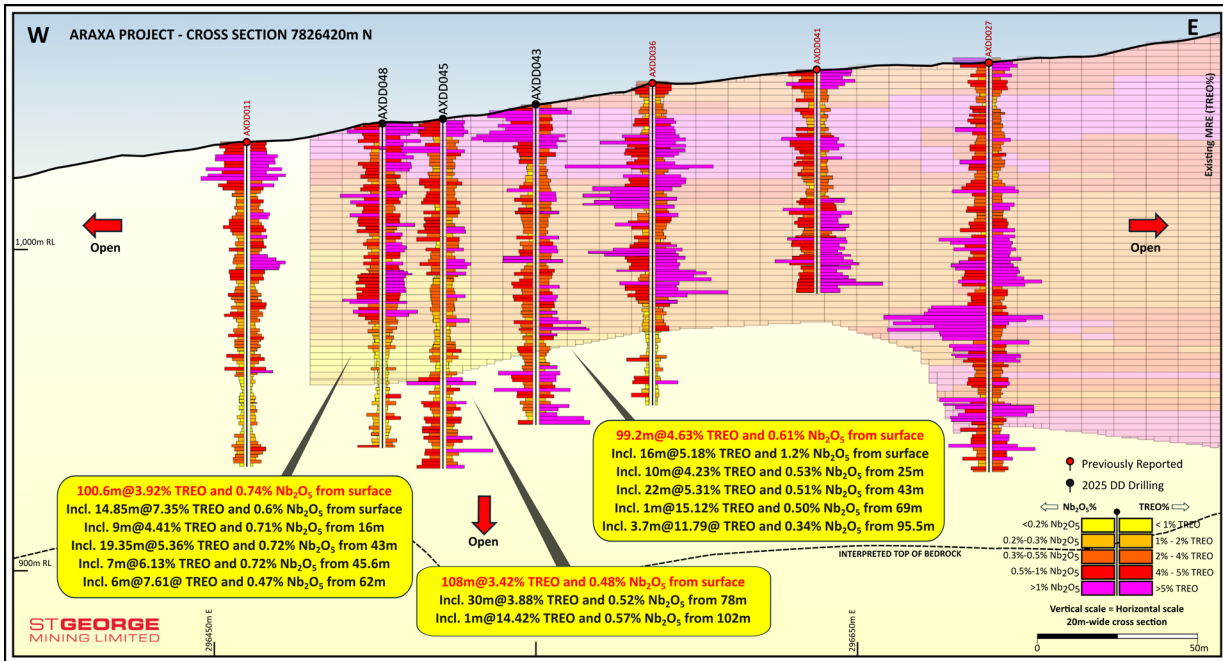 W ARAXA PROJECT - CROSS SECTION 7826420m N E
AXDD011
AXDD048
AXDD045
AXDD043
AXDD036
AXDD041
AXDD027
Existing MRE (TREO%)
Open
Open
1,000m RL
99.2m@4.63% TREO and 0.61% Nb₂O₅ from surface
Incl. 16m@5.18% TREO and 1.2% Nb₂O₅ from surface
Incl. 10m@4.23% TREO and 0.53% Nb₂O₅ from 25m
Incl. 22m@5.31% TREO and 0.51% Nb₂O₅ from 43m
Incl. 1m@15.12% TREO and 0.50% Nb₂O₅ from 69m
Incl. 3.7m@11.79@ TREO and 0.34% Nb₂O₅ from 95.5m
100.6m@3.92% TREO and 0.74% Nb₂O₅ from surface
Incl. 14.85m@7.35% TREO and 0.6% Nb₂O₅ from surface
Incl. 9m@4.41% TREO and 0.71% Nb₂O₅ from 16m
Incl. 19.35m@5.36% TREO and 0.72% Nb₂O₅ from 43m
Incl. 7m@6.13% TREO and 0.72% Nb₂O₅ from 45.6m
Incl. 6m@7.61@ TREO and 0.47% Nb₂O₅ from 62m
Open
108m@3.42% TREO and 0.48% Nb₂O₅ from surface
Incl. 30m@3.88% TREO and 0.52% Nb₂O₅ from 78m
Incl. 1m@14.42% TREO and 0.57% Nb₂O₅ from 102m
900m RL
INTERPRETED TOP OF BEDROCK
Previously Reported
2025 DD Drilling
Nb₂O₅% TREO%
<0.2% Nb₂O₅ < 1% TREO
0.2%-0.3% Nb₂O₅ 1% - 2% TREO
0.3%-0.5% Nb₂O₅ 2% - 4% TREO
0.5%-1% Nb₂O₅ 4% - 5% TREO
>1% Nb₂O₅ >5% TREO
Vertical scale = Horizontal scale
20m-wide cross section
0 50m
296450m E
296650m E
ST GEORGE
MINING LIMITED